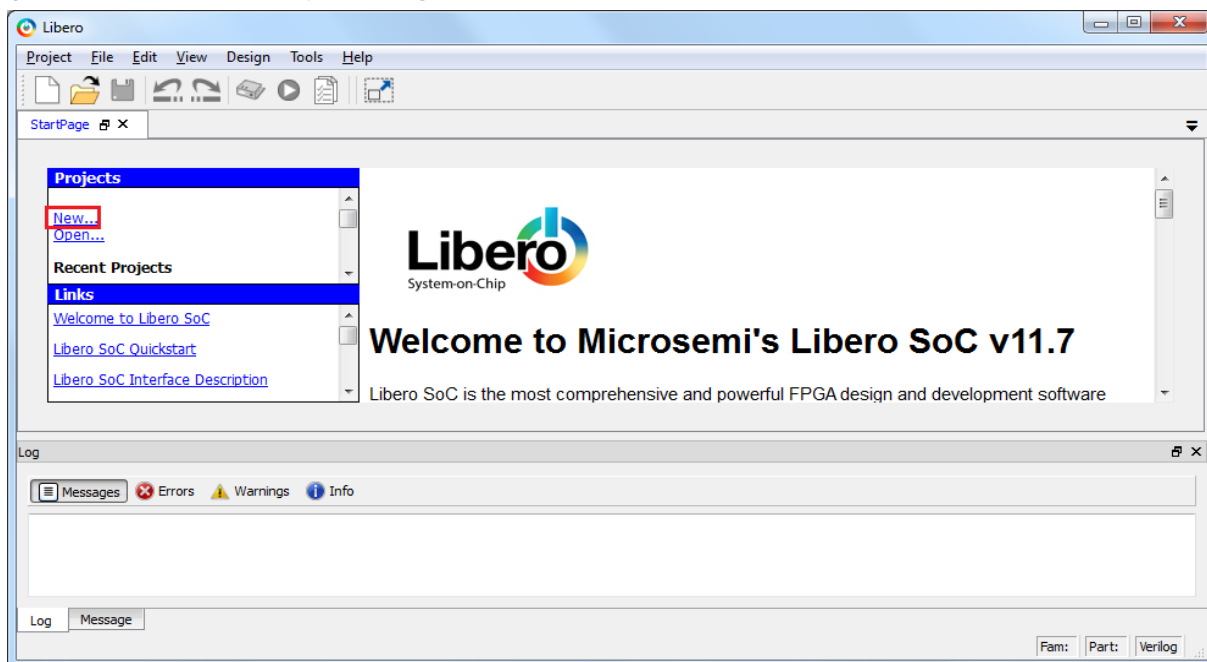 Libero
Project File Edit View Design Tools Help
StartPage
Projects
New...
Open...
Recent Projects
Links
Welcome to Libero SoC
Libero SoC Quickstart
Libero SoC Interface Description
Libero
System-on-Chip
Welcome to Microsemi's Libero SoC v11.7
Libero SoC is the most comprehensive and powerful FPGA design and development software
Log
Messages Errors Warnings Info
Log Message
Fam: Part: Verilog